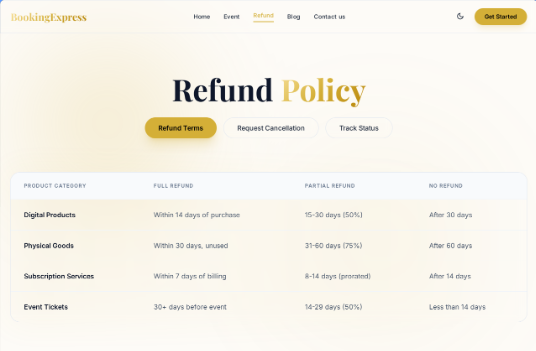 BookingExpress Home Event Refund Blog Contact us Get Started
Refund Policy
Refund Terms Request Cancellation Track Status
PRODUCT CATEGORY FULL REFUND PARTIAL REFUND NO REFUND
Digital Products Within 14 days of purchase 15-30 days (50%) After 30 days
Physical Goods Within 30 days, unused 31-60 days (75%) After 60 days
Subscription Services Within 7 days of billing 8-14 days (prorated) After 14 days
Event Tickets 30+ days before event 14-29 days (50%) Less than 14 days